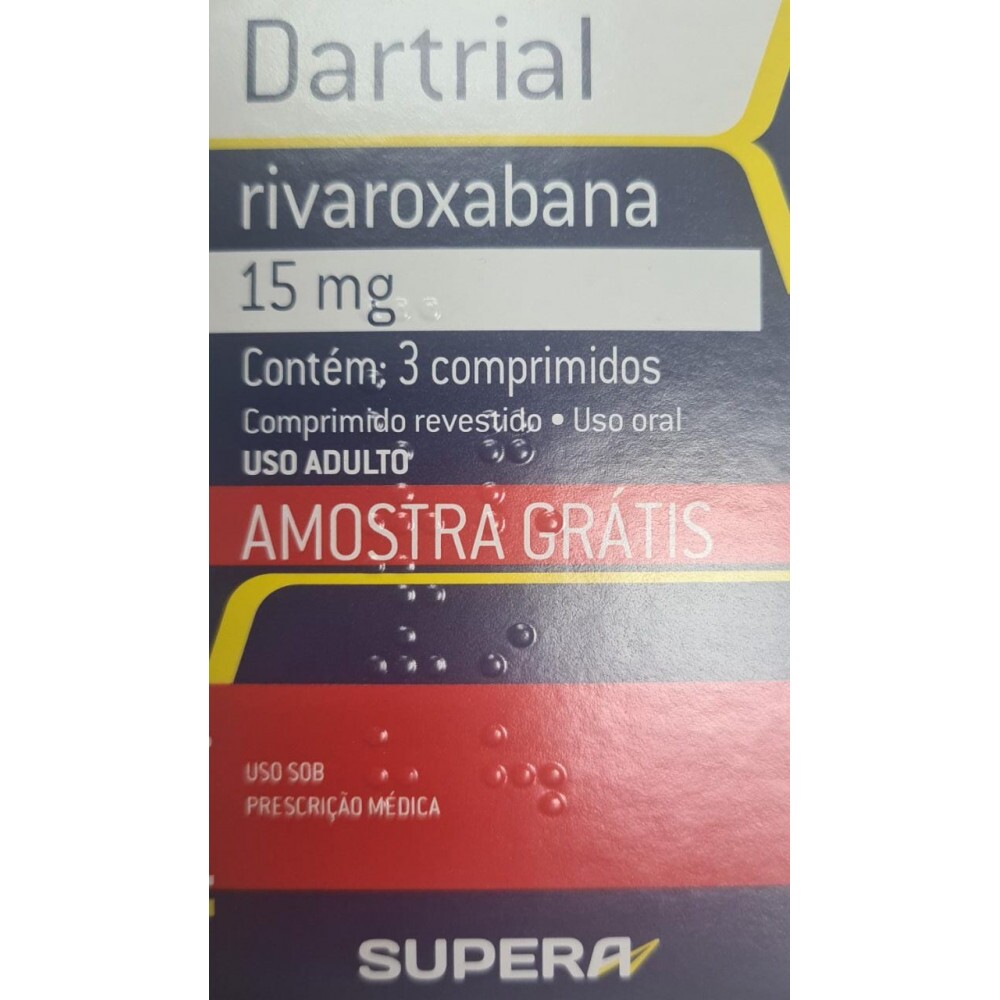 Dartrial
rivaroxabana
15 mg
Contém: 3 comprimidos
Comprimido revestido • Uso oral
USO ADULTO
AMOSTRA GRÁTIS
USO SOB
PRESCRIÇÃO MÉDICA
SUPERA